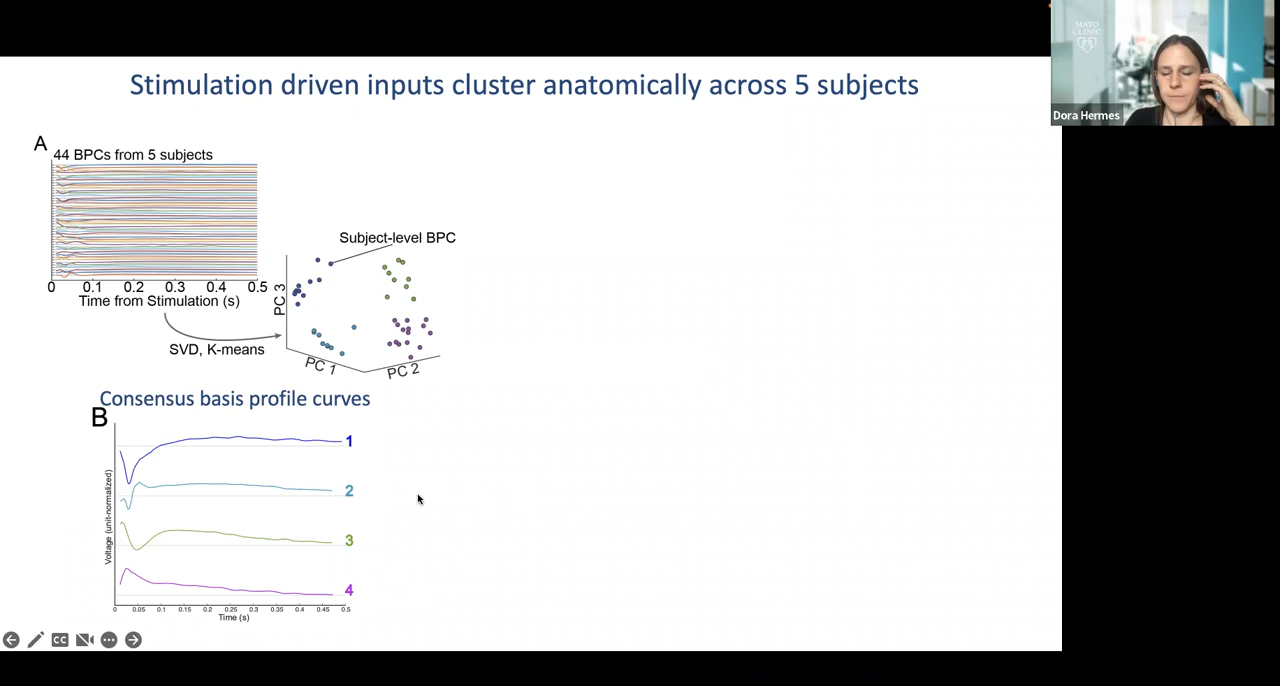 MAYO
CLINIC
Dora Hermes
Stimulation driven inputs cluster anatomically across 5 subjects
A
44 BPCs from 5 subjects
0 0.1 0.2 0.3 0.4 0.5
Time from Stimulation (s)
SVD, K-means
Subject-level BPC
PC 3
PC 1
PC 2
Consensus basis profile curves
B
Voltage (unit-normalized)
1
2
3
4
0 0.05 0.1 0.15 0.2 0.25 0.3 0.35 0.4 0.45 0.5
Time (s)
CC